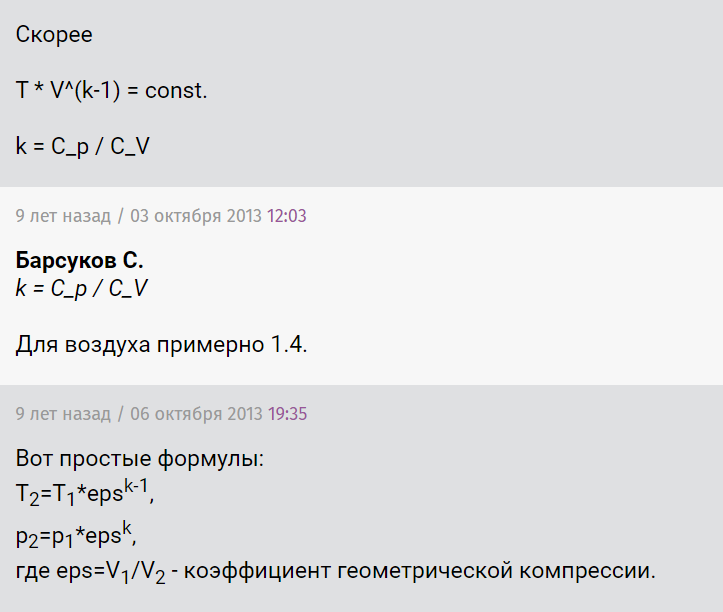 Скорее
T * V^(k-1) = const.
k = C_p / C_V
9 лет назад / 03 октября 2013 12:03
Барсуков С.
k = C_p / C_V
Для воздуха примерно 1.4.
9 лет назад / 06 октября 2013 19:35
Вот простые формулы:
T₂=T₁*epsᵏ⁻¹,
p₂=p₁*epsᵏ,
где eps=V₁/V₂ - коэффициент геометрической компрессии.